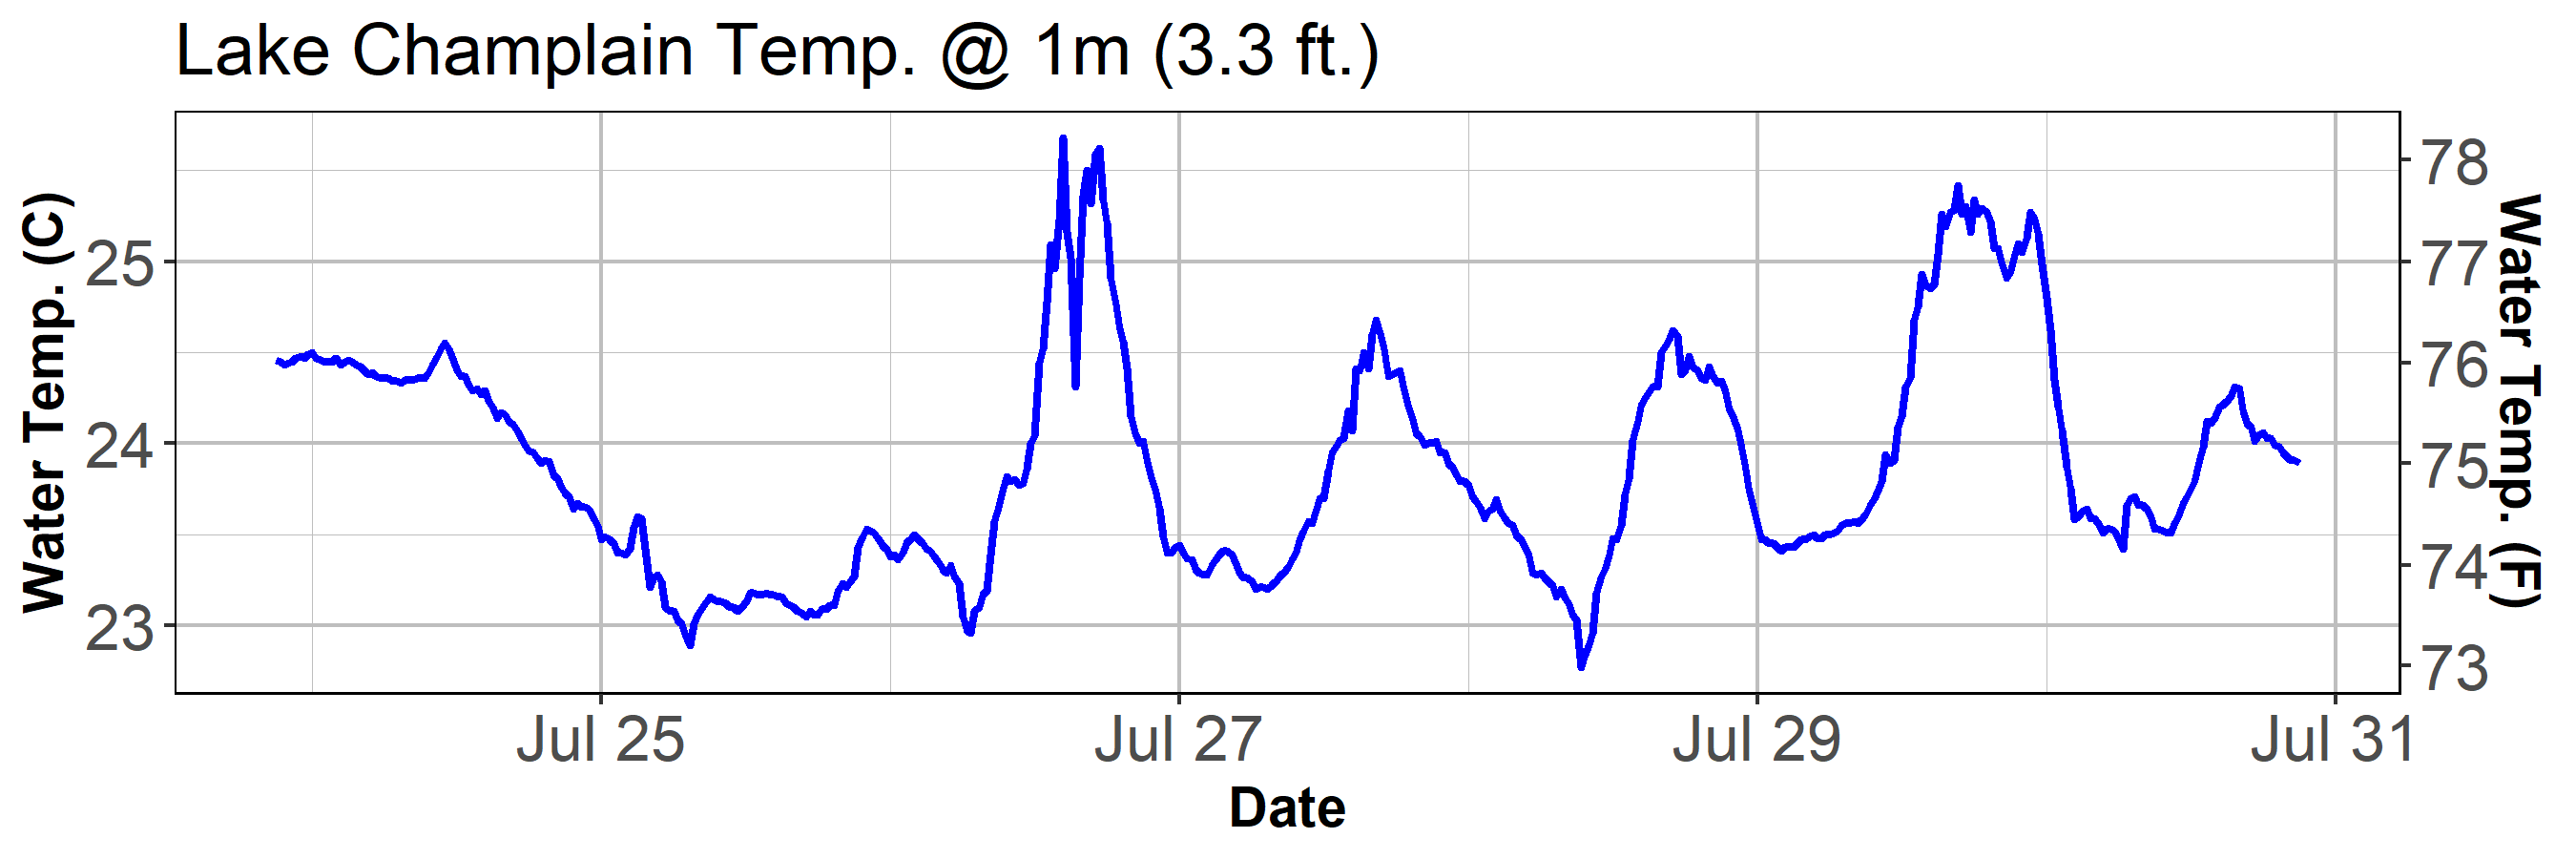 Lake Champlain Temp. @ 1m (3.3 ft.)
Water Temp. (C)
25
24
23
78
77
76
75
74
73
Water Temp. (F)
Jul 25
Jul 27
Jul 29
Jul 31
Date